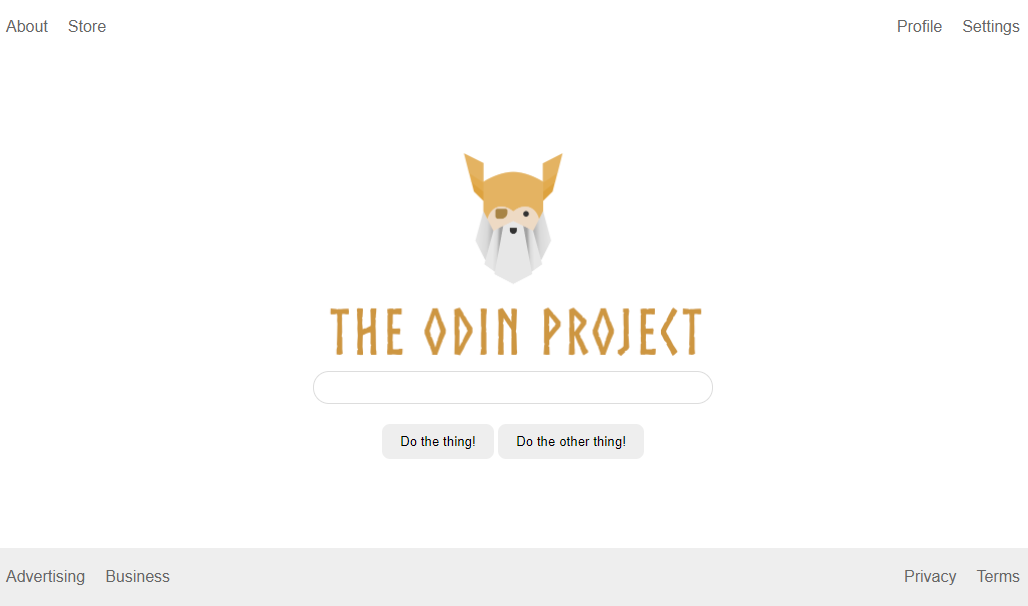 About Store Profile Settings
THE ODIN PROJECT
Do the thing! Do the other thing!
Advertising Business Privacy Terms